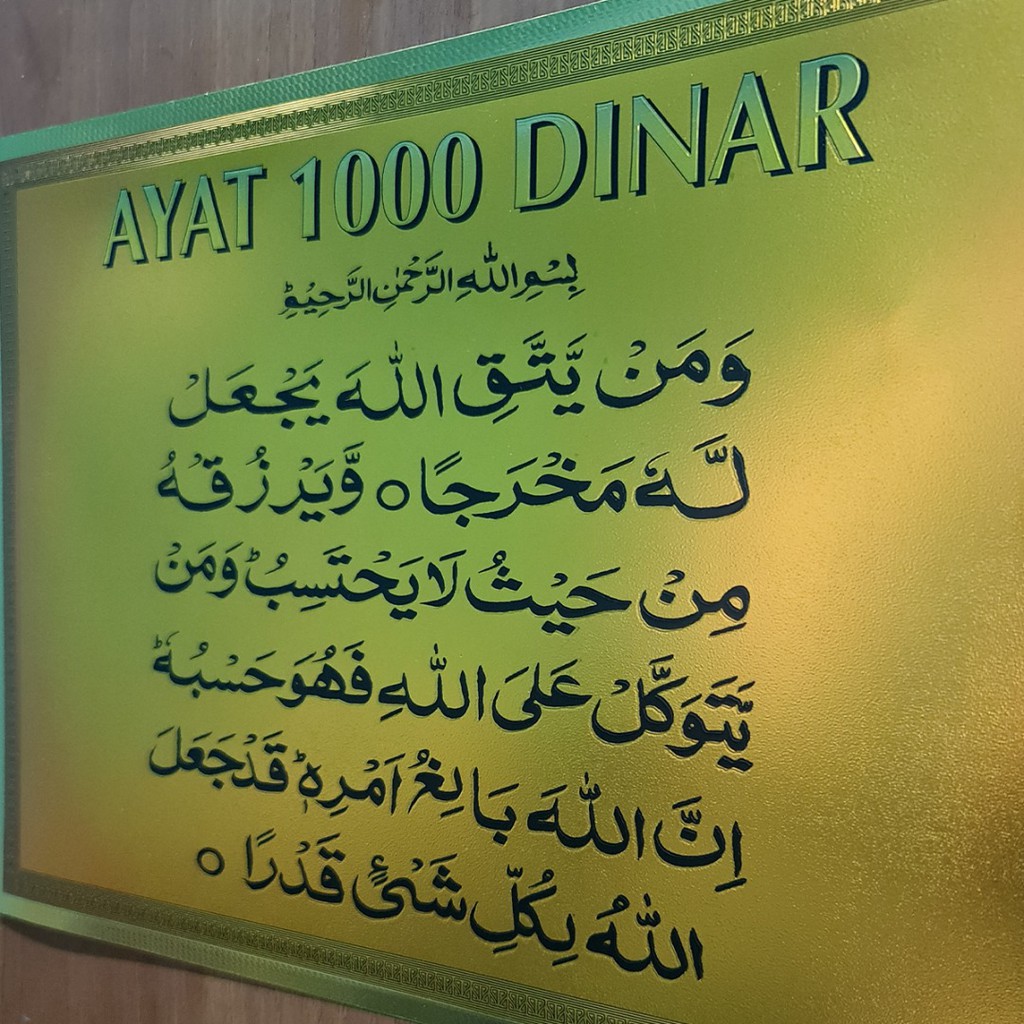 AYAT 1000 DINAR
بِسْمِ اللّٰهِ الرَّحْمٰنِ الرَّحِيْمِ
وَمَنْ يَّتَّقِ اللّٰهَ يَجْعَلْ
لَّهٗ مَخْرَجًا ○ وَّيَرْزُقْهُ
مِنْ حَيْثُ لَا يَحْتَسِبُ ؕ وَمَنْ
يَّتَوَكَّلْ عَلَى اللّٰهِ فَهُوَ حَسْبُهٗ ؕ
اِنَّ اللّٰهَ بَالِغُ اَمْرِهٖ ؕ قَدْ جَعَلَ
اللّٰهُ بِكُلِّ شَیْءٍ قَدْرًا ○